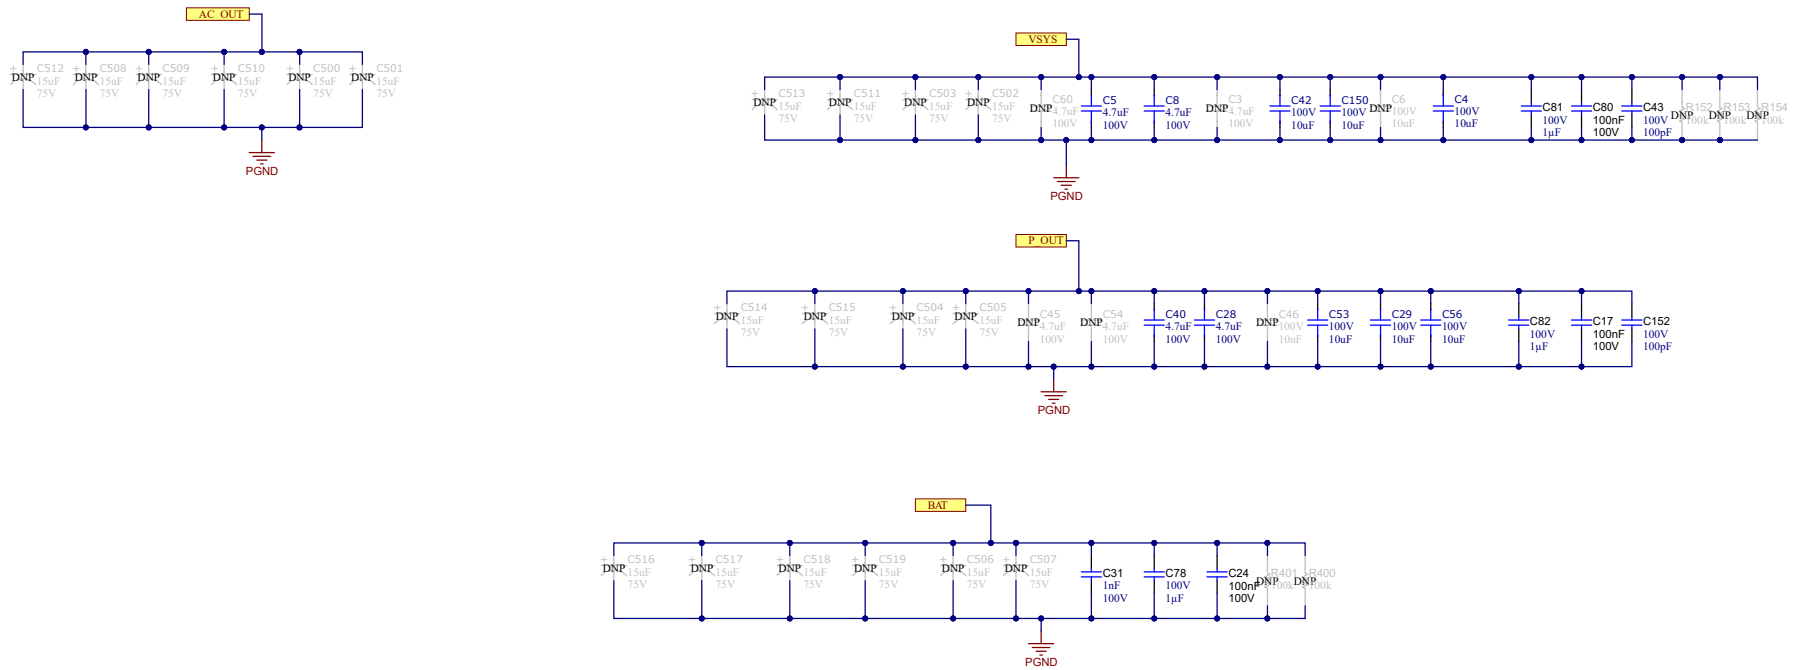 AC_OUT
DNP
+
C512
15uF
75V
DNP
+
C508
15uF
75V
DNP
+
C509
15uF
75V
DNP
+
C510
15uF
75V
DNP
+
C500
15uF
75V
DNP
+
C501
15uF
75V
PGND
VSYS
DNP
+
C513
15uF
75V
DNP
+
C511
15uF
75V
DNP
+
C503
15uF
75V
DNP
+
C502
15uF
75V
DNP
C60
4.7uF
100V
C5
4.7uF
100V
C8
4.7uF
100V
DNP
C3
4.7uF
100V
C42
100V
10uF
C150
100V
10uF
DNP
C6
100V
10uF
C4
100V
10uF
C81
100V
1µF
C80
100nF
100V
C43
100V
100pF
DNP
R152
100k
DNP
R153
100k
DNP
R154
100k
PGND
P_OUT
DNP
+
C514
15uF
75V
DNP
+
C515
15uF
75V
DNP
+
C504
15uF
75V
DNP
+
C505
15uF
75V
DNP
C45
4.7uF
100V
DNP
C54
4.7uF
100V
C40
4.7uF
100V
C28
4.7uF
100V
DNP
C46
100V
10uF
C53
100V
10uF
C29
100V
10uF
C56
100V
10uF
C82
100V
1µF
C17
100nF
100V
C152
100V
100pF
PGND
BAT
DNP
+
C516
15uF
75V
DNP
+
C517
15uF
75V
DNP
+
C518
15uF
75V
DNP
+
C519
15uF
75V
DNP
+
C506
15uF
75V
DNP
+
C507
15uF
75V
C31
1nF
100V
C78
100V
1µF
C24
100nF
100V
DNP
R401
100k
DNP
R400
100k
PGND